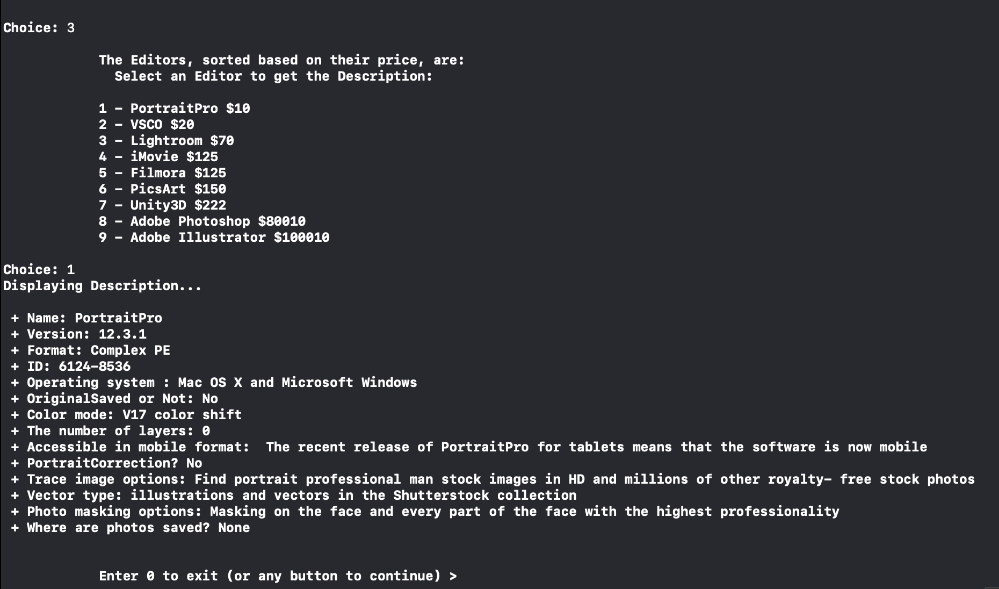 Choice: 3
The Editors, sorted based on their price, are:
Select an Editor to get the Description:
1 – PortraitPro $10
2 – VSCO $20
3 – Lightroom $70
4 – iMovie $125
5 – Filmora $125
6 – PicsArt $150
7 – Unity3D $222
8 – Adobe Photoshop $80010
9 – Adobe Illustrator $100010
Choice: 1
Displaying Description...
+ Name: PortraitPro
+ Version: 12.3.1
+ Format: Complex PE
+ ID: 6124–8536
+ Operating system : Mac OS X and Microsoft Windows
+ OriginalSaved or Not: No
+ Color mode: V17 color shift
+ The number of layers: 0
+ Accessible in mobile format:  The recent release of PortraitPro for tablets means that the software is now mobile
+ PortraitCorrection? No
+ Trace image options: Find portrait professional man stock images in HD and millions of other royalty– free stock photos
+ Vector type: illustrations and vectors in the Shutterstock collection
+ Photo masking options: Masking on the face and every part of the face with the highest professionality
+ Where are photos saved? None
Enter 0 to exit (or any button to continue) >